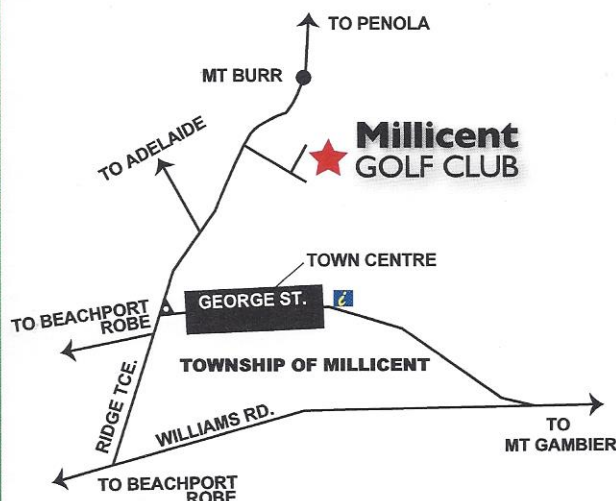 TO PENOLA
MT BURR
TO ADELAIDE
Millicent
GOLF CLUB
TOWN CENTRE
GEORGE ST.
i
TO BEACHPORT
ROBE
TOWNSHIP OF MILLICENT
RIDGE TCE.
WILLIAMS RD.
TO
MT GAMBIER
TO BEACHPORT
ROBE